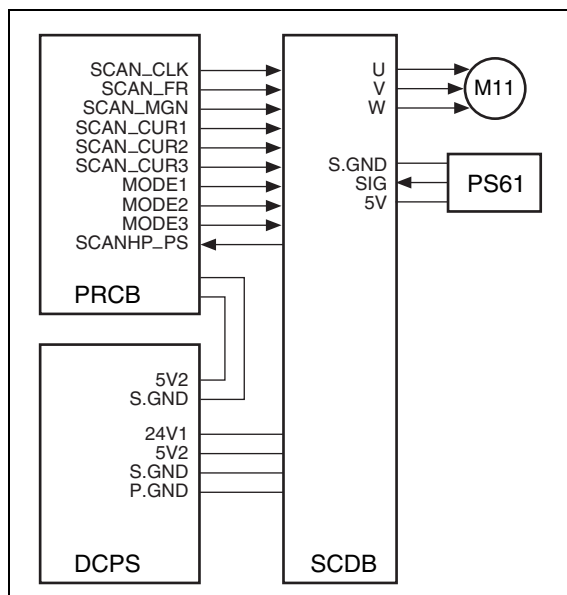 SCAN_CLK
SCAN_FR
SCAN_MGN
SCAN_CUR1
SCAN_CUR2
SCAN_CUR3
MODE1
MODE2
MODE3
SCANHP_PS
PRCB
5V2
S.GND
24V1
5V2
S.GND
P.GND
DCPS
U
V
W
S.GND
SIG
5V
SCDB
M11
PS61